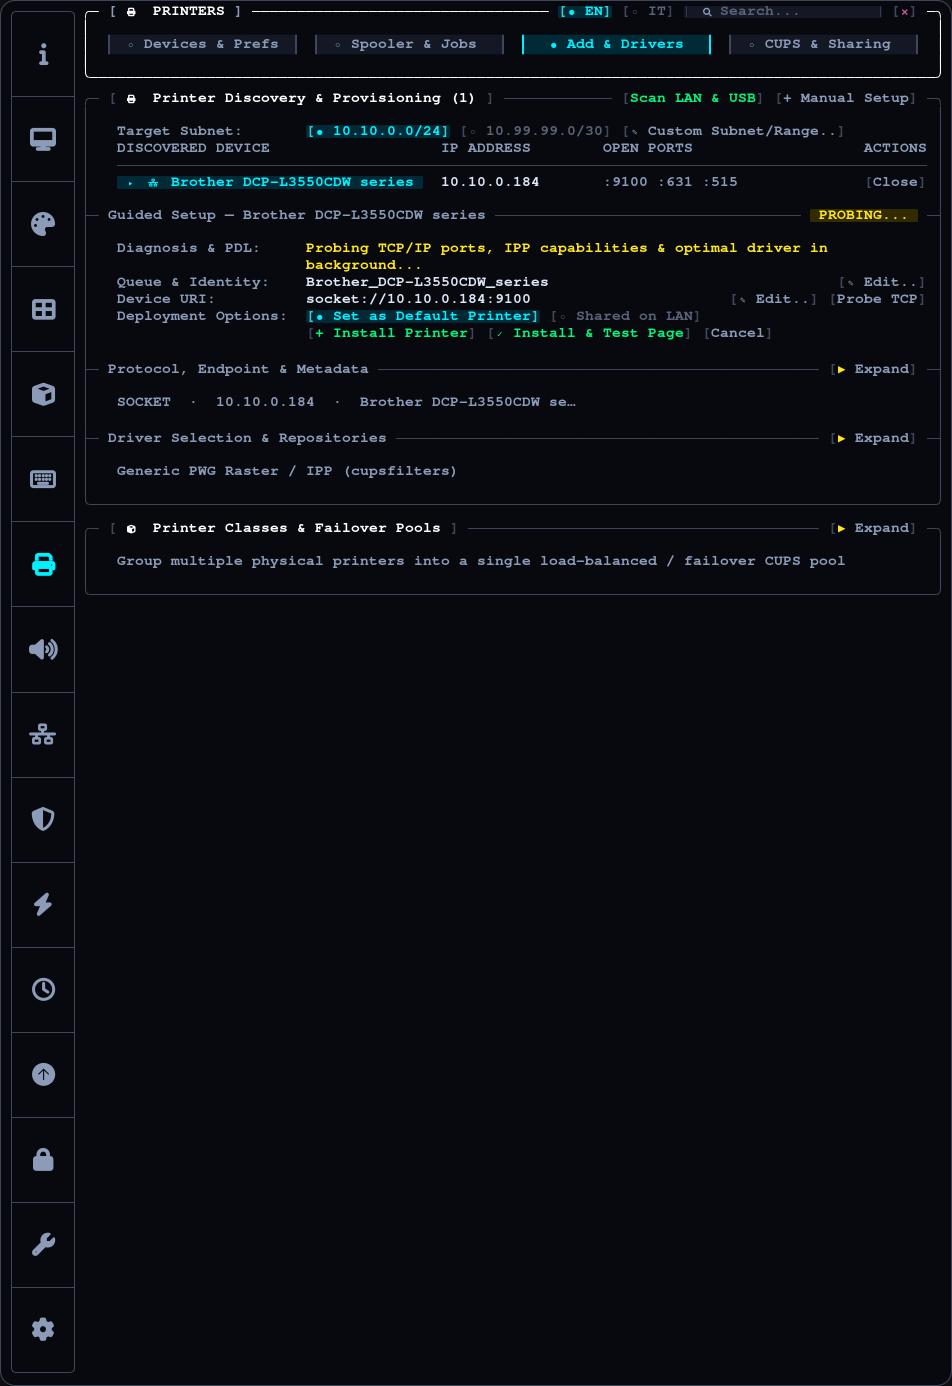 [ PRINTERS ] [● EN] [○ IT] Search... [×]
○ Devices & Prefs ○ Spooler & Jobs ● Add & Drivers ○ CUPS & Sharing
[ Printer Discovery & Provisioning (1) ] [Scan LAN & USB] [+ Manual Setup]
Target Subnet: [● 10.10.0.0/24] [○ 10.99.99.0/30] [✎ Custom Subnet/Range..]
DISCOVERED DEVICE IP ADDRESS OPEN PORTS ACTIONS
▸ Brother DCP-L3550CDW series 10.10.0.184 :9100 :631 :515 [Close]
Guided Setup — Brother DCP-L3550CDW series PROBING...
Diagnosis & PDL: Probing TCP/IP ports, IPP capabilities & optimal driver in
background...
Queue & Identity: Brother_DCP-L3550CDW_series [✎ Edit..]
Device URI: socket://10.10.0.184:9100 [✎ Edit..] [Probe TCP]
Deployment Options: [● Set as Default Printer] [○ Shared on LAN]
[+ Install Printer] [✓ Install & Test Page] [Cancel]
Protocol, Endpoint & Metadata [▶ Expand]
SOCKET · 10.10.0.184 · Brother DCP-L3550CDW se…
Driver Selection & Repositories [▶ Expand]
Generic PWG Raster / IPP (cupsfilters)
[ Printer Classes & Failover Pools ] [▶ Expand]
Group multiple physical printers into a single load-balanced / failover CUPS pool